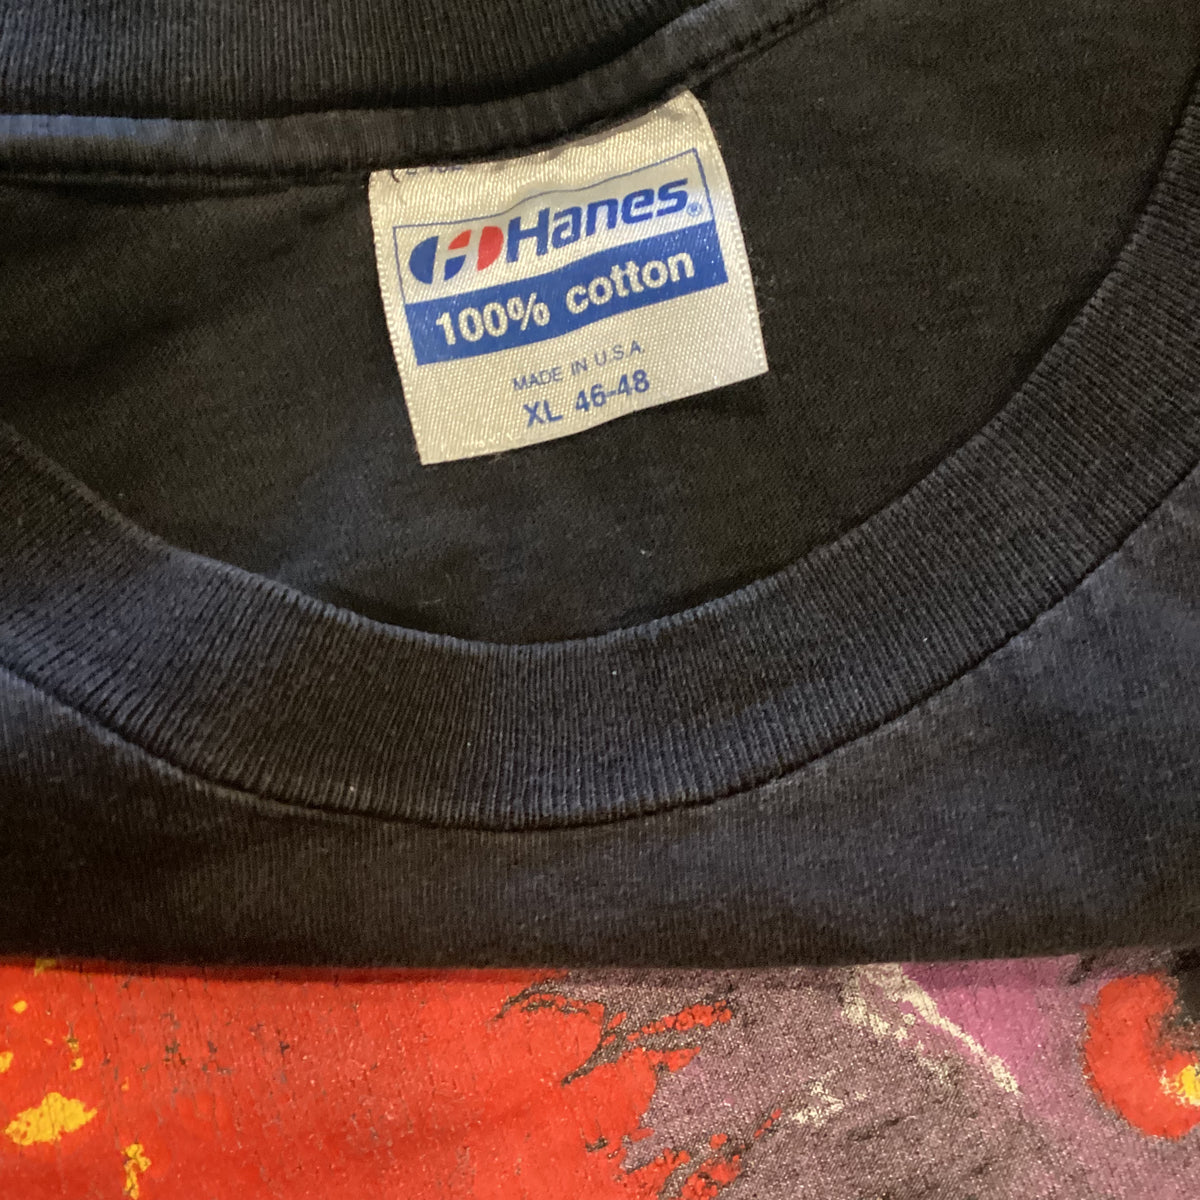 Hanes®
100% cotton
MADE IN U.S.A.
XL 46-48